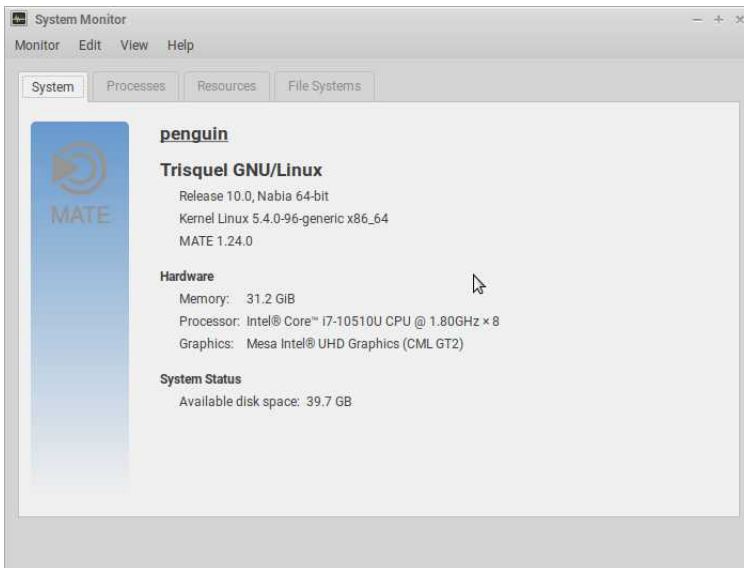 System Monitor
Monitor Edit View Help
System Processes Resources File Systems
MATE
penguin
Trisquel GNU/Linux
Release 10.0, Nabia 64-bit
Kernel Linux 5.4.0-96-generic x86_64
MATE 1.24.0
Hardware
Memory: 31.2 GiB
Processor: Intel® Core™ i7-10510U CPU @ 1.80GHz × 8
Graphics: Mesa Intel® UHD Graphics (CML GT2)
System Status
Available disk space: 39.7 GB